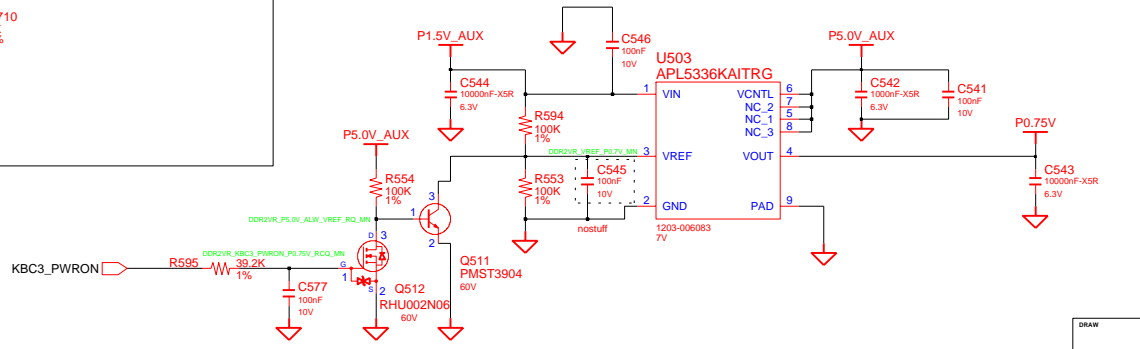 710
P1.5V_AUX
C546
100nF
10V
P5.0V_AUX
U503
APL5336KAITRG
C544
10000nF-X5R
6.3V
1
VIN
VCNTL
6
NC_2
7
NC_1
5
NC_3
8
C542
1000nF-X5R
6.3V
C541
100nF
10V
R594
100K
1%
P0.75V
P5.0V_AUX
DDR2VR_VREF_P0.7V_MN
3
VREF
VOUT
4
R554
100K
1%
3
1
2
R553
100K
1%
C545
100nF
10V
C543
10000nF-X5R
6.3V
2
GND
PAD
9
nostuff
1203-006083
7V
DDR2VR_P5.0V_ALW_VREF_RQ_MN
D
3
DDR2VR_KBC3_PWRON_P0.75V_RCQ_MN
Q511
PMST3904
60V
KBC3_PWRON
R595
39.2K
1%
G
1
S
2
C577
100nF
10V
Q512
RHU002N06
60V
DRAW